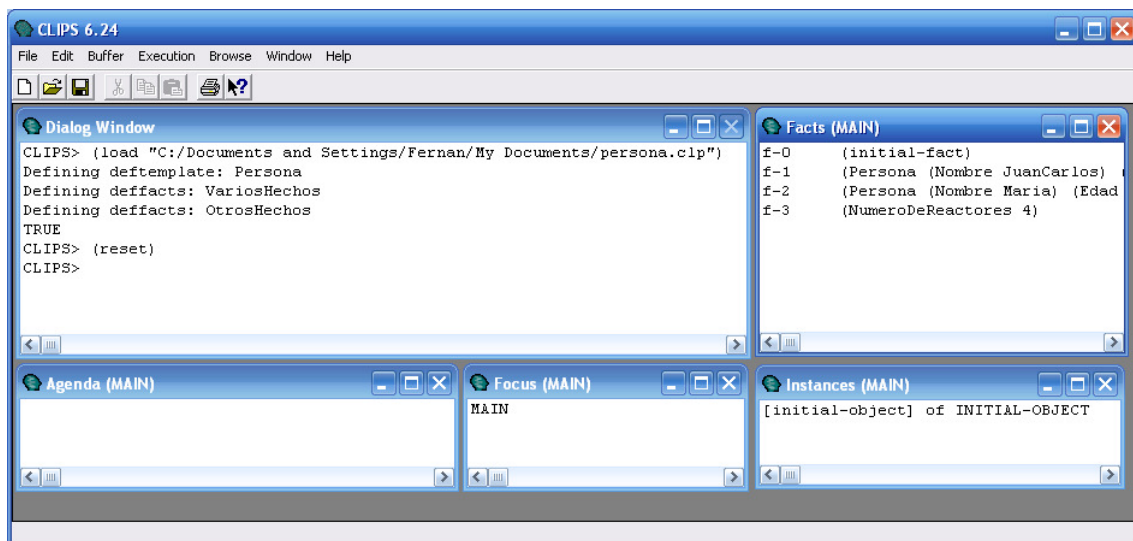 CLIPS 6.24
File Edit Buffer Execution Browse Window Help
Dialog Window
CLIPS> (load "C:/Documents and Settings/Fernan/My Documents/persona.clp")
Defining deftemplate: Persona
Defining deffacts: VariosHechos
Defining deffacts: OtrosHechos
TRUE
CLIPS> (reset)
CLIPS>
Facts (MAIN)
f-0 (initial-fact)
f-1 (Persona (Nombre JuanCarlos)
f-2 (Persona (Nombre Maria) (Edad
f-3 (NumeroDeReactores 4)
Agenda (MAIN)
Focus (MAIN)
MAIN
Instances (MAIN)
[initial-object] of INITIAL-OBJECT